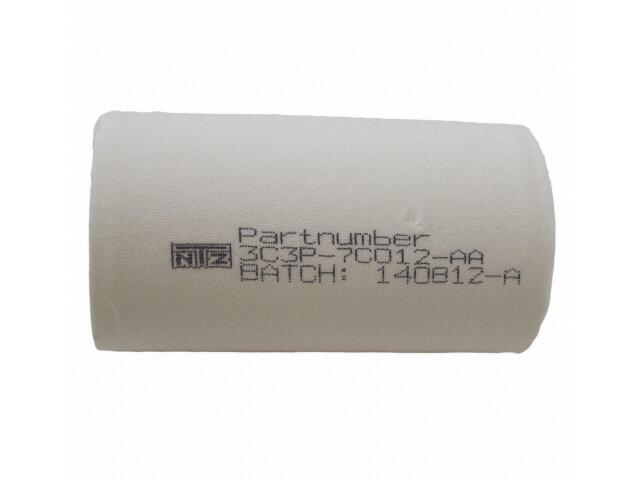 NTZ
Partnumber
3C3P-7C012-AA
BATCH: 140812-A